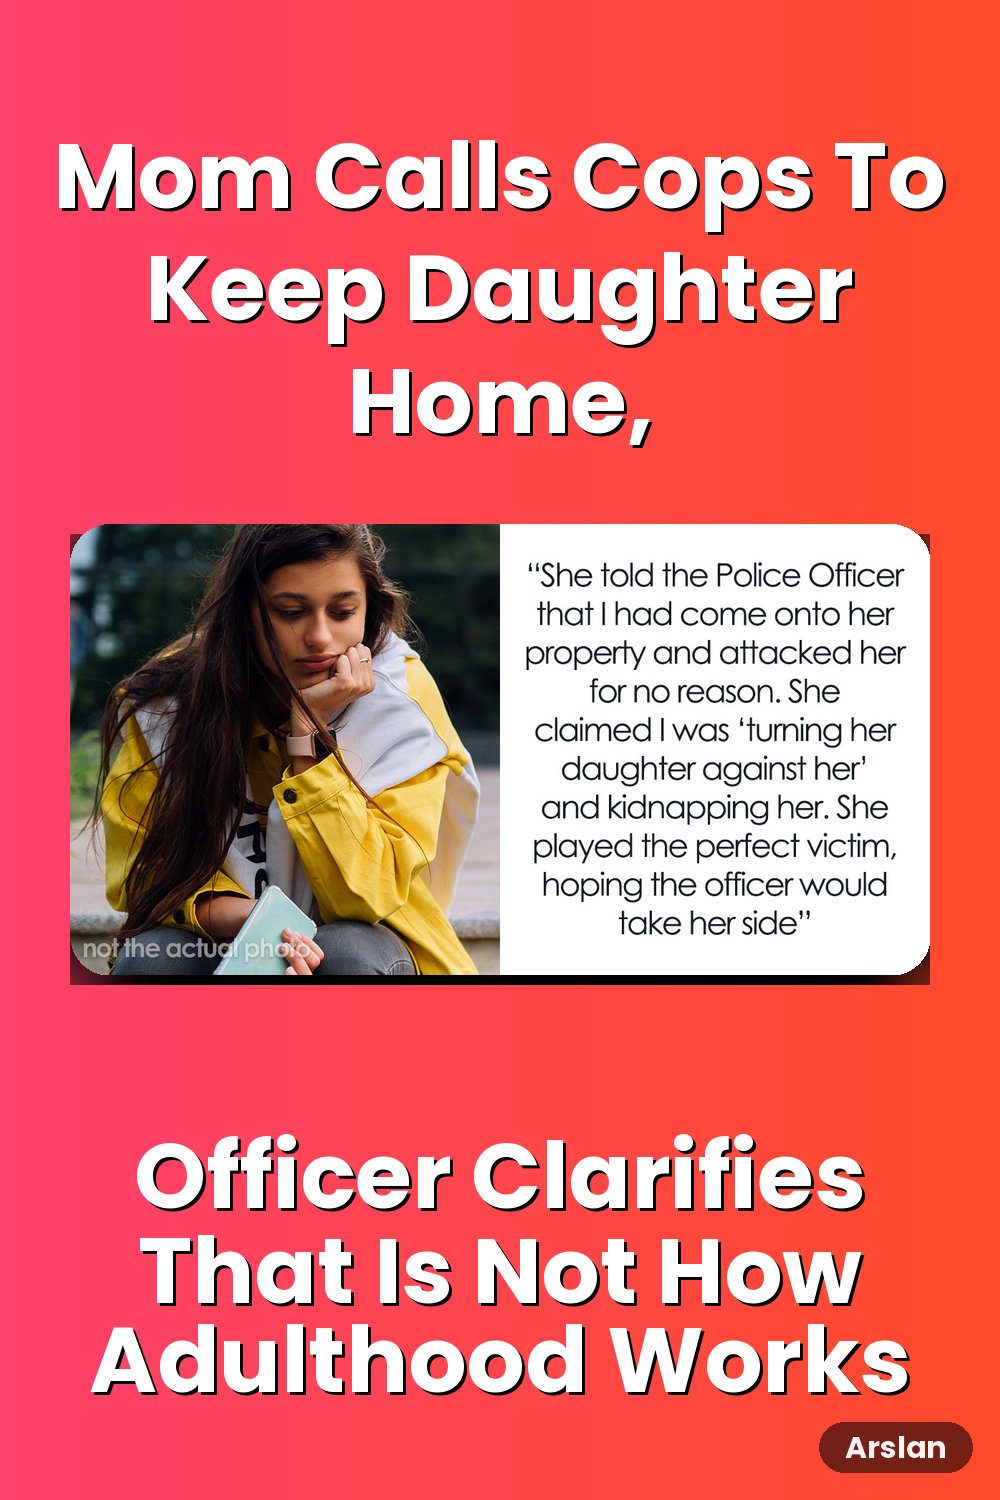 Mom Calls Cops To
Keep Daughter
Home,
“She told the Police Officer
that I had come onto her
property and attacked her
for no reason. She
claimed I was ‘turning her
daughter against her’
and kidnapping her. She
played the perfect victim,
hoping the officer would
take her side”
not the actual photo
Officer Clarifies
That Is Not How
Adulthood Works
Arslan